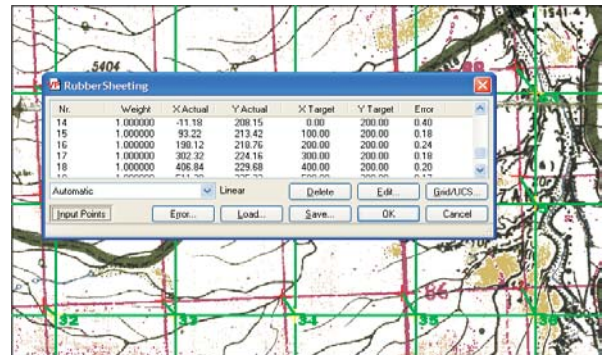 1541-4
5404
88
RubberSheeting
Nr. Weight X Actual Y Actual X Target Y Target Error
14 1.000000 -11.18 208.15 0.00 200.00 0.40
15 1.000000 93.22 213.42 100.00 200.00 0.18
16 1.000000 198.12 218.76 200.00 200.00 0.24
17 1.000000 302.32 224.16 300.00 200.00 0.18
18 1.000000 406.84 229.68 400.00 200.00 0.20
Automatic Linear Delete Edit... Grid/UCS...
Input Points Error... Load... Save... OK Cancel
86
32 33 34 35 36